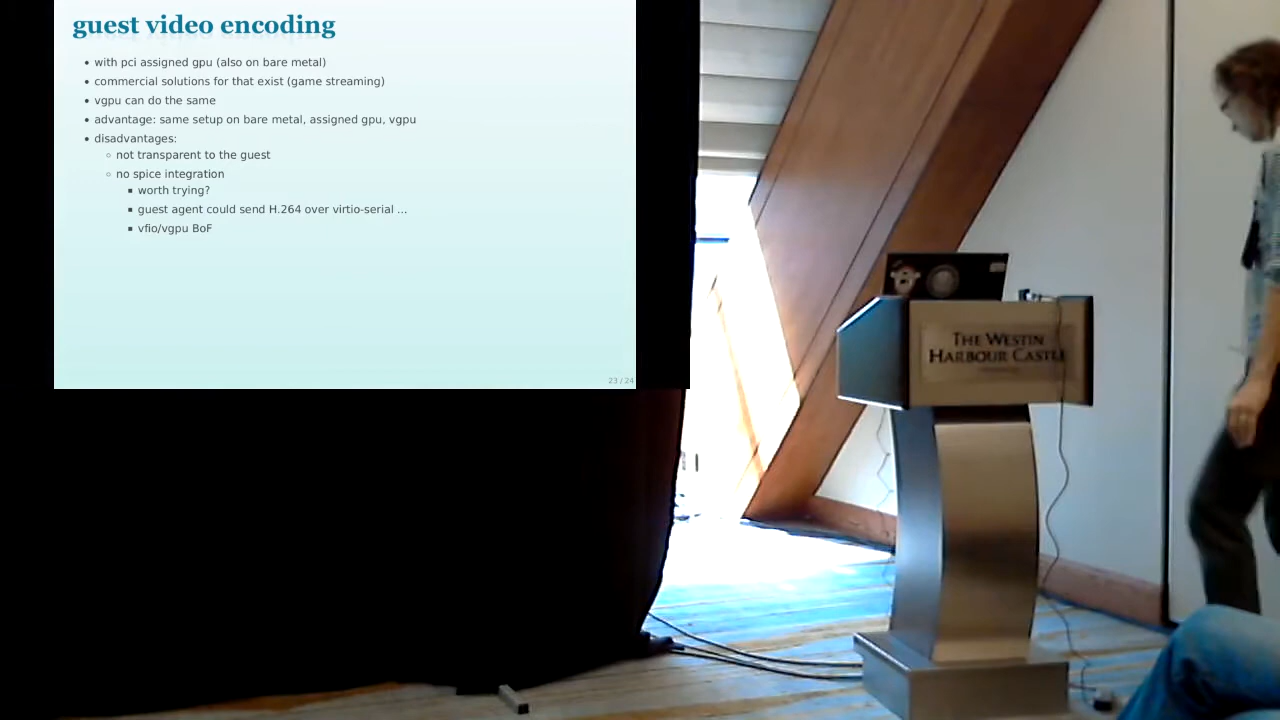 guest video encoding
• with pci assigned gpu (also on bare metal)
• commercial solutions for that exist (game streaming)
• vgpu can do the same
• advantage: same setup on bare metal, assigned gpu, vgpu
• disadvantages:
◦ not transparent to the guest
◦ no spice integration
▪ worth trying?
▪ guest agent could send H.264 over virtio-serial ...
▪ vfio/vgpu BoF
23 / 24
THE WESTIN
HARBOUR CASTLE